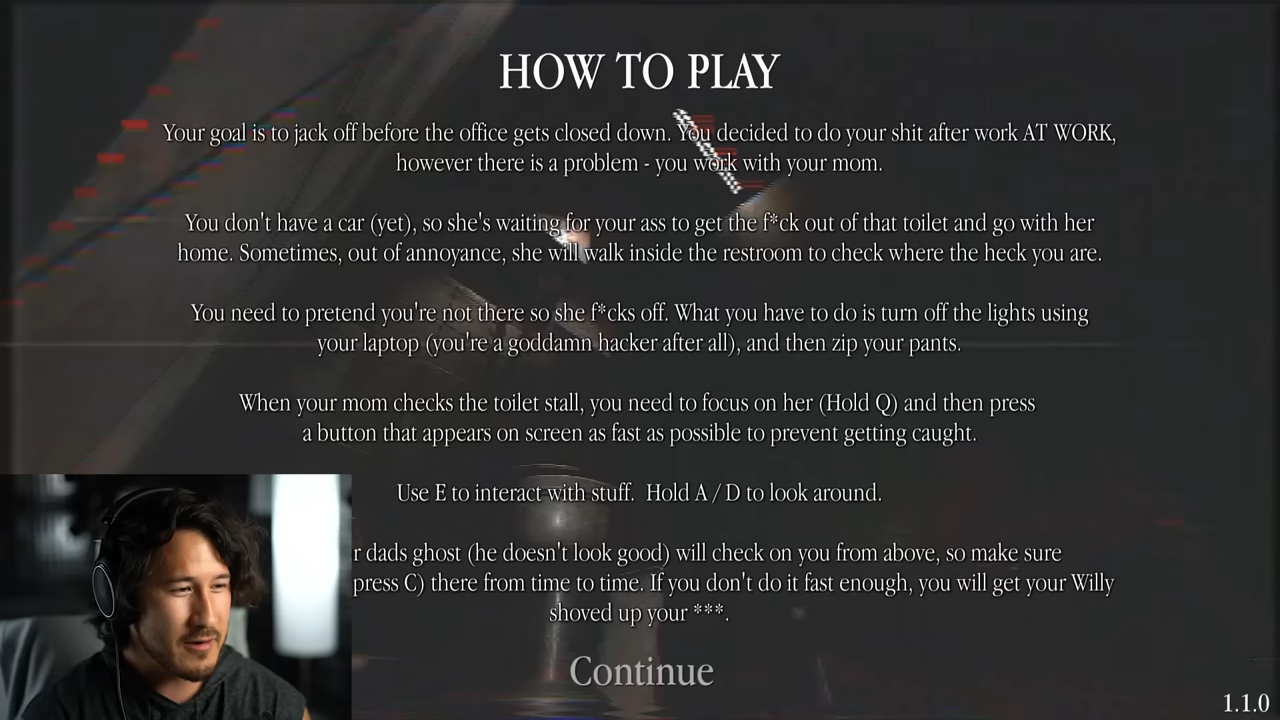 HOW TO PLAY
Your goal is to jack off before the office gets closed down. You decided to do your shit after work AT WORK,
however there is a problem - you work with your mom.
You don't have a car (yet), so she's waiting for your ass to get the f*ck out of that toilet and go with her
home. Sometimes, out of annoyance, she will walk inside the restroom to check where the heck you are.
You need to pretend you're not there so she f*cks off. What you have to do is turn off the lights using
your laptop (you're a goddamn hacker after all), and then zip your pants.
When your mom checks the toilet stall, you need to focus on her (Hold Q) and then press
a button that appears on screen as fast as possible to prevent getting caught.
Use E to interact with stuff. Hold A / D to look around.
dads ghost (he doesn't look good) will check on you from above, so make sure
press C) there from time to time. If you don't do it fast enough, you will get your Willy
shoved up your ***.
Continue
1.1.0